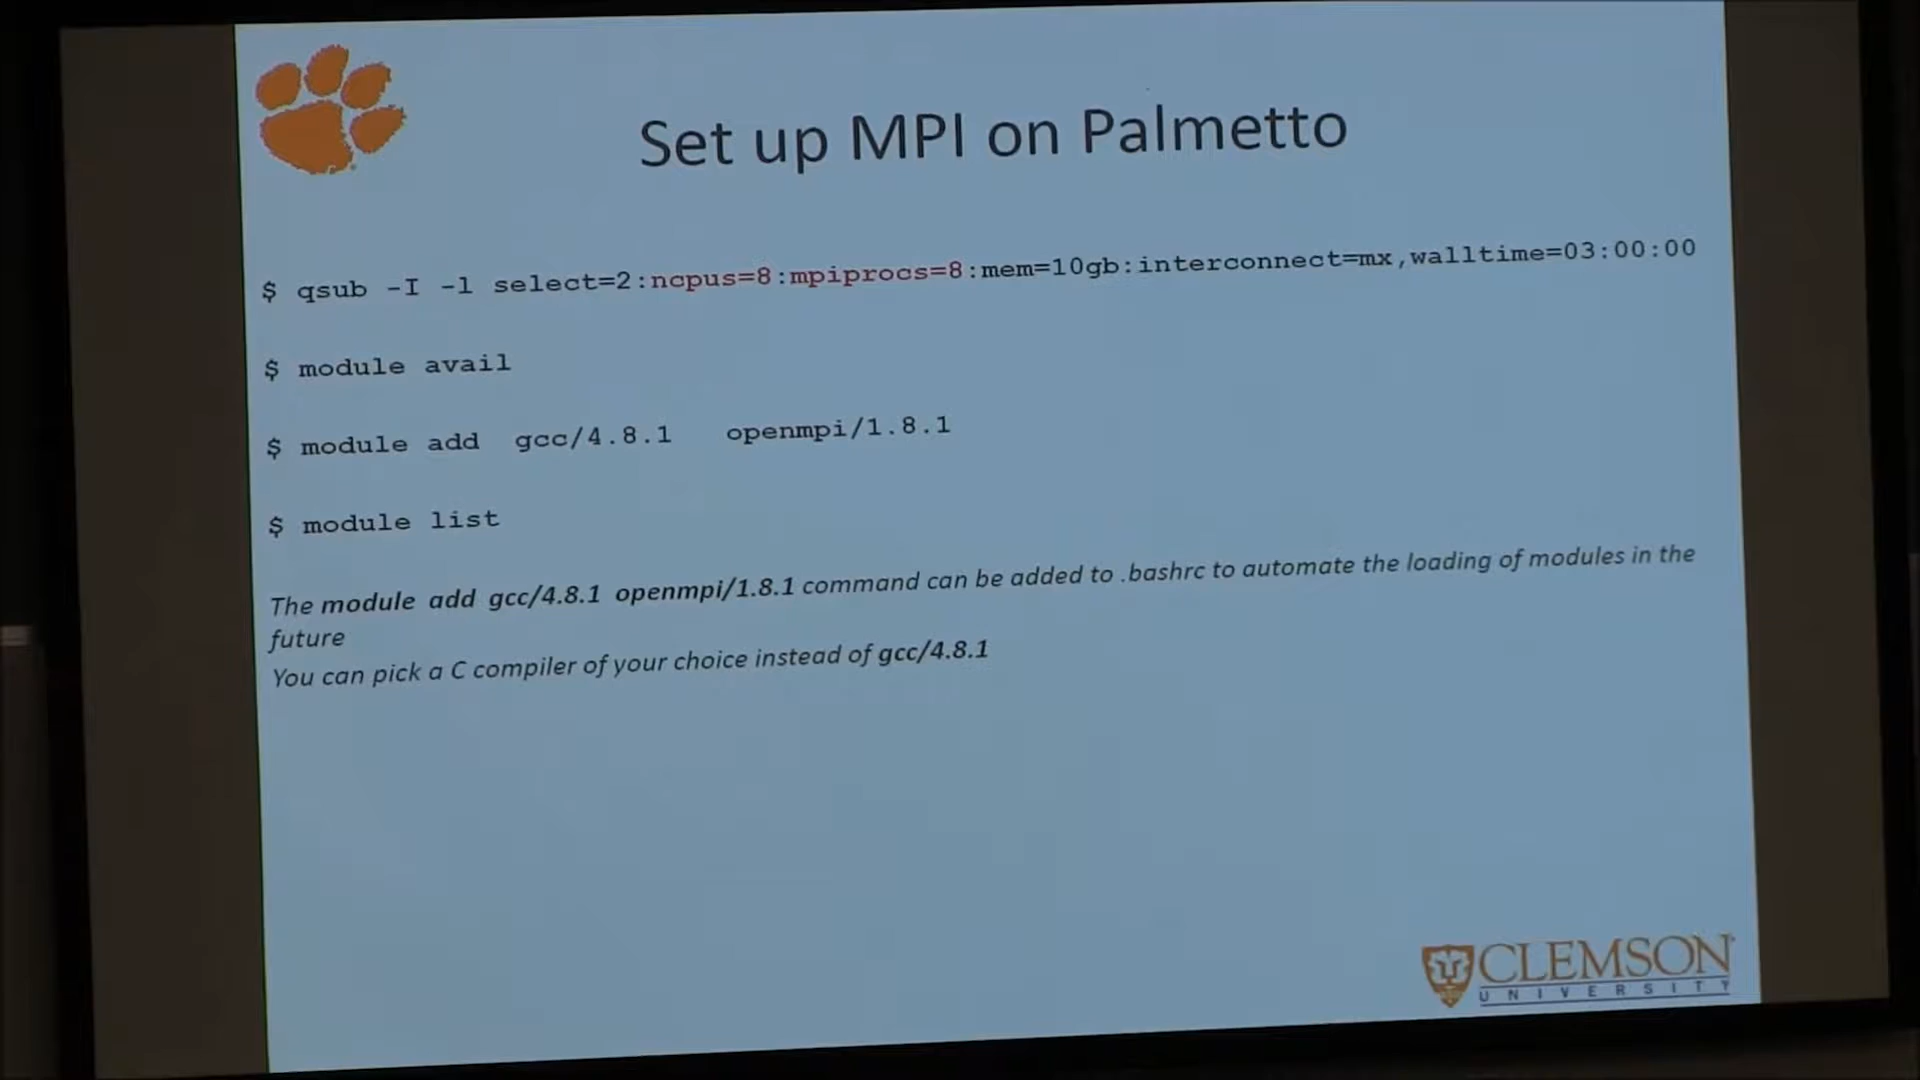 Set up MPI on Palmetto
$ qsub -I -l select=2:ncpus=8:mpiprocs=8:mem=10gb:interconnect=mx,walltime=03:00:00
$ module avail
$ module add gcc/4.8.1 openmpi/1.8.1
$ module list
The module add gcc/4.8.1 openmpi/1.8.1 command can be added to .bashrc to automate the loading of modules in the
future
You can pick a C compiler of your choice instead of gcc/4.8.1
CLEMSON
UNIVERSITY